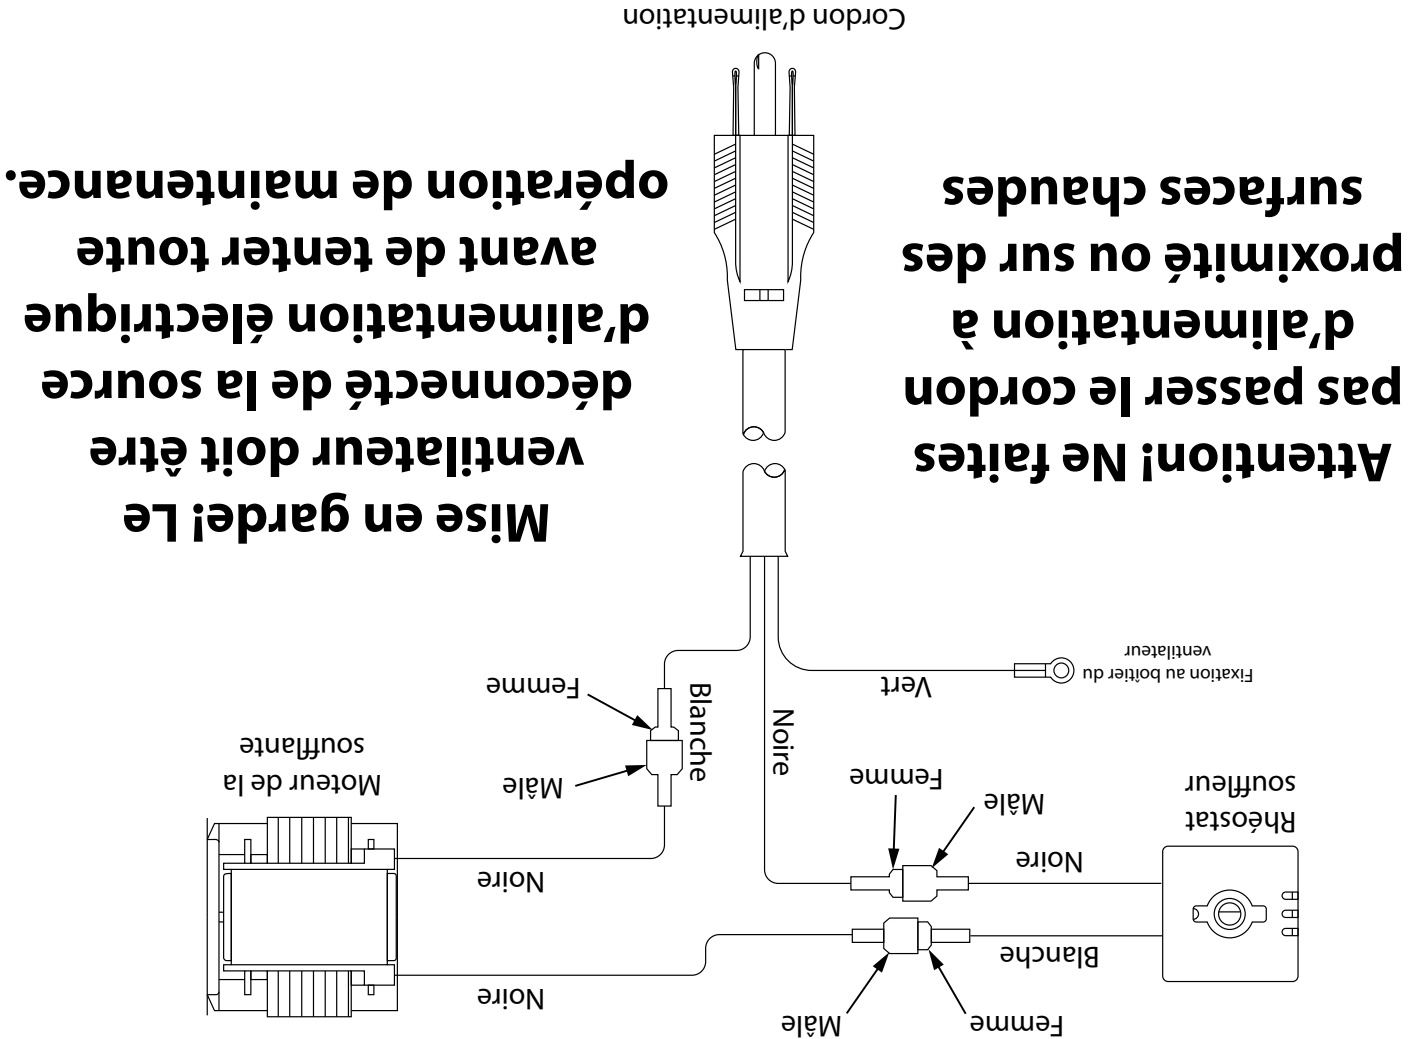 Femme
Mâle
Noire
Blanche
Noire
Mâle
Femme
Noire
Rhéostat
souffleur
Moteur de la
soufflante
Mâle
Femme
Blanche
Noire
Vert
Fixation au boîtier du
ventilateur
Attention! Ne faites
pas passer le cordon
d'alimentation à
proximité ou sur des
surfaces chaudes
Mise en garde! Le
ventilateur doit être
déconnecté de la source
d'alimentation électrique
avant de tenter toute
opération de maintenance.
Cordon d'alimentation